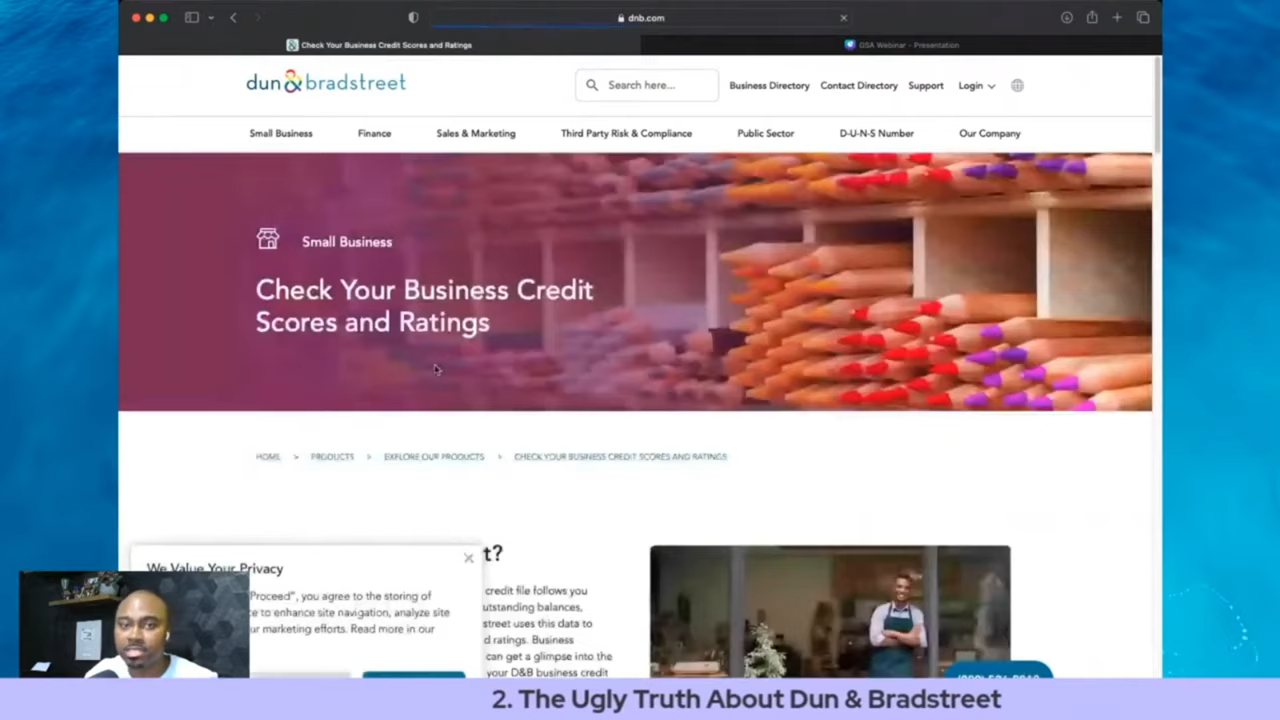 dnb.com
Check Your Business Credit Scores and Ratings
GSA Webinar - Presentation
dun & bradstreet
Search here...
Business Directory
Contact Directory
Support
Login
Small Business
Finance
Sales & Marketing
Third Party Risk & Compliance
Public Sector
D-U-N-S Number
Our Company
Small Business
Check Your Business Credit
Scores and Ratings
HOME > PRODUCTS > EXPLORE OUR PRODUCTS > CHECK YOUR BUSINESS CREDIT SCORES AND RATINGS
t?
We Value Your Privacy
Proceed", you agree to the storing of
to enhance site navigation, analyze site
marketing efforts. Read more in our
credit file follows you
utstanding balances,
street uses this data to
d ratings. Business
can get a glimpse into the
your D&B business credit
2. The Ugly Truth About Dun & Bradstreet